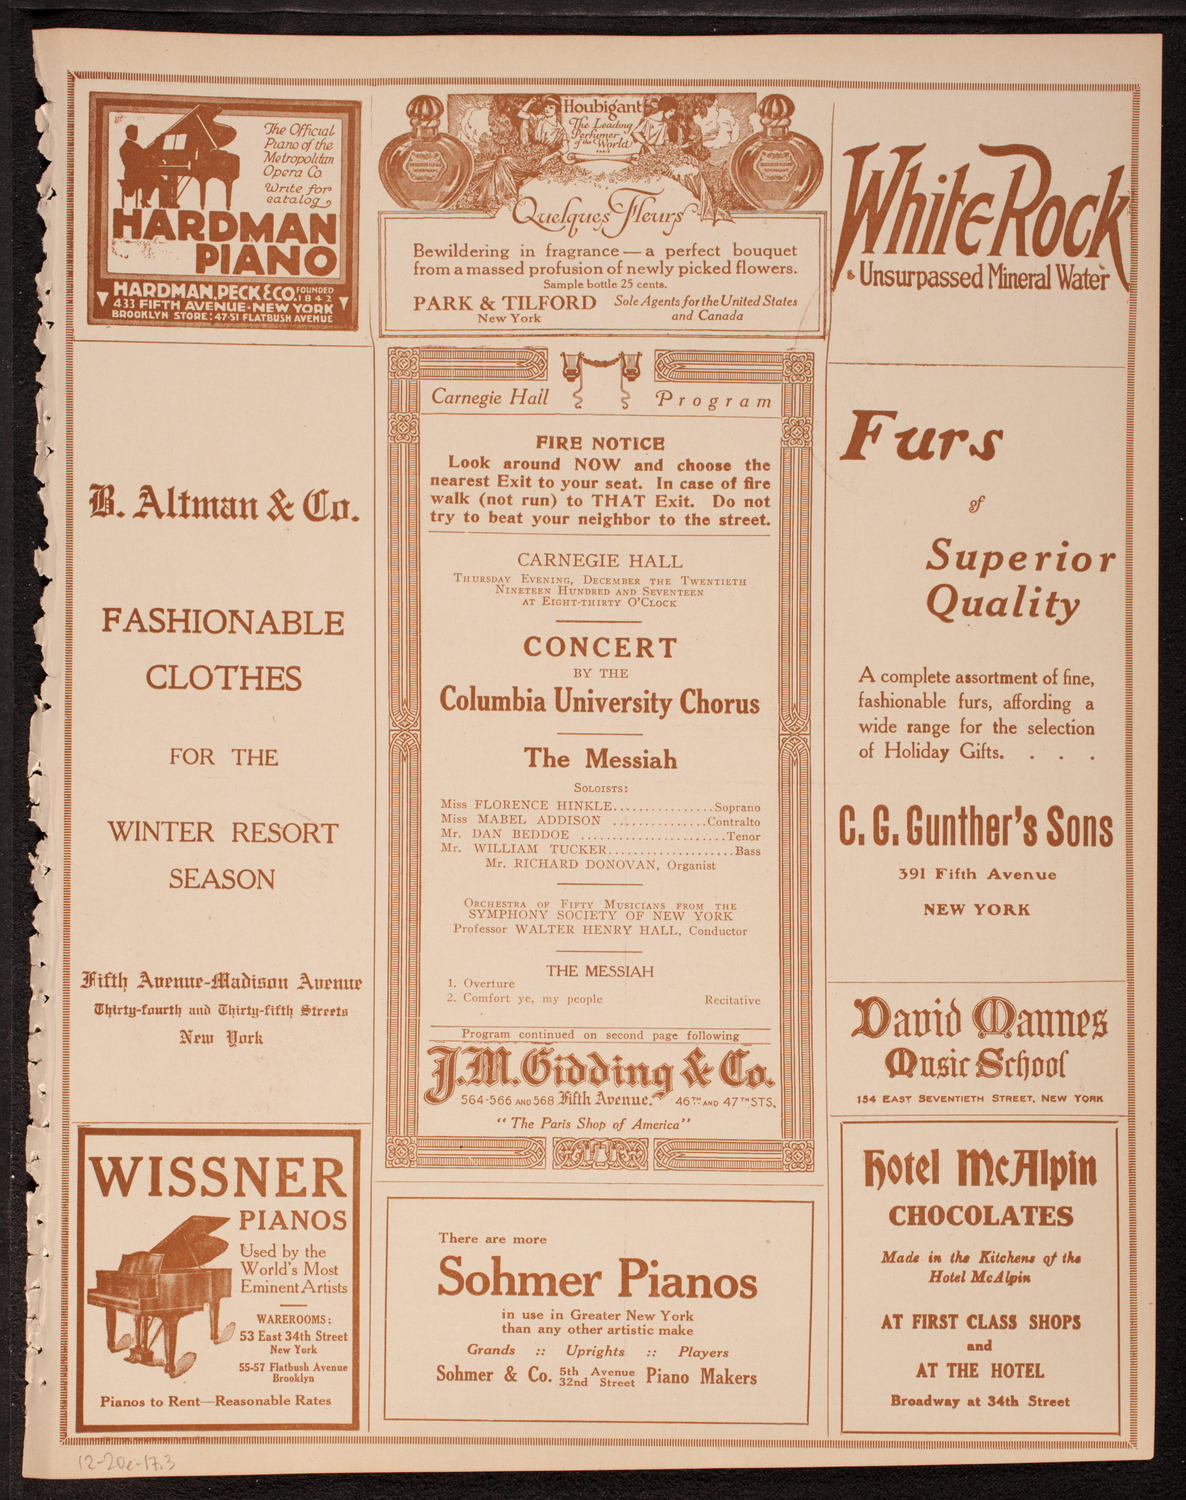 The Official
Piano of the
Metropolitan
Opera Co
Write for
catalog
HARDMAN
PIANO
HARDMAN, PECK & CO. FOUNDED 1842
433 FIFTH AVENUE - NEW YORK
BROOKLYN STORE: 47-51 FLATBUSH AVENUE
Houbigant
The Leading
Perfumer
of the World
PARIS
Quelques Fleurs
Bewildering in fragrance — a perfect bouquet
from a massed profusion of newly picked flowers.
Sample bottle 25 cents.
PARK & TILFORD
New York
Sole Agents for the United States
and Canada
White Rock
Unsurpassed Mineral Water
B. Altman & Co.
FASHIONABLE
CLOTHES
FOR THE
WINTER RESORT
SEASON
Fifth Avenue-Madison Avenue
Thirty-fourth and Thirty-fifth Streets
New York
Carnegie Hall Program
FIRE NOTICE
Look around NOW and choose the
nearest Exit to your seat. In case of fire
walk (not run) to THAT Exit. Do not
try to beat your neighbor to the street.
CARNEGIE HALL
THURSDAY EVENING, DECEMBER THE TWENTIETH
NINETEEN HUNDRED AND SEVENTEEN
AT EIGHT-THIRTY O'CLOCK
CONCERT
BY THE
Columbia University Chorus
The Messiah
SOLOISTS:
Miss FLORENCE HINKLE...............Soprano
Miss MABEL ADDISON ..............Contralto
Mr. DAN BEDDOE ......................Tenor
Mr. WILLIAM TUCKER...................Bass
Mr. RICHARD DONOVAN, Organist
ORCHESTRA OF FIFTY MUSICIANS FROM THE
SYMPHONY SOCIETY OF NEW YORK
Professor WALTER HENRY HALL, Conductor
THE MESSIAH
1. Overture
2. Comfort ye, my people Recitative
Program continued on second page following
J. M. Gidding & Co.
564-566 AND 568 Fifth Avenue. 46TH AND 47TH STS.
"The Paris Shop of America"
Furs
of
Superior
Quality
A complete assortment of fine,
fashionable furs, affording a
wide range for the selection
of Holiday Gifts. . . .
C. G. Gunther's Sons
391 Fifth Avenue
NEW YORK
David Mannes
Music School
154 EAST SEVENTIETH STREET, NEW YORK
WISSNER
PIANOS
Used by the
World's Most
Eminent Artists
WAREROOMS:
53 East 34th Street
New York
55-57 Flatbush Avenue
Brooklyn
Pianos to Rent—Reasonable Rates
There are more
Sohmer Pianos
in use in Greater New York
than any other artistic make
Grands :: Uprights :: Players
Sohmer & Co. 5th Avenue 32nd Street Piano Makers
Hotel McAlpin
CHOCOLATES
Made in the Kitchens of the
Hotel McAlpin
AT FIRST CLASS SHOPS
and
AT THE HOTEL
Broadway at 34th Street
12-20e-17.3